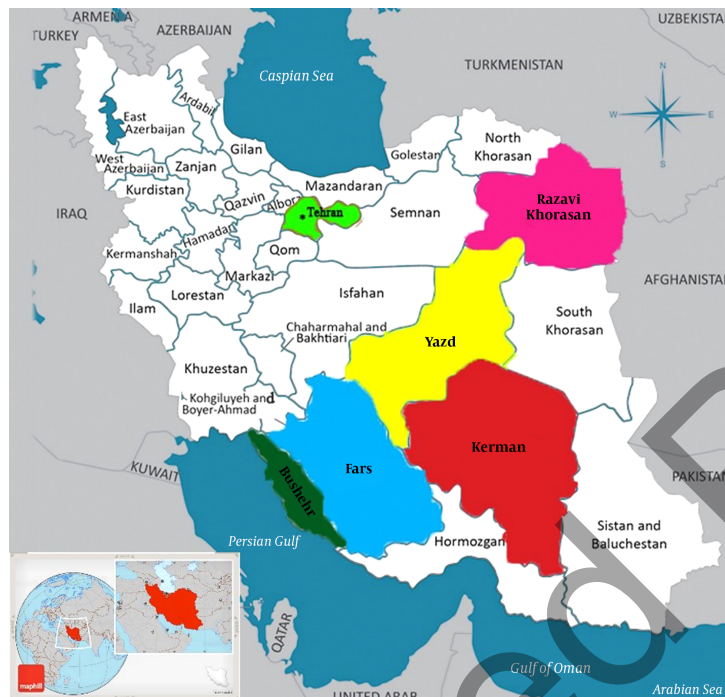 ARMENIA
UZBEKISTA
TURKEY
AZERBAIJAN
Caspian Sea
TURKMENISTAN
N
W
E
S
Ardabil
East
Azerbaijan
Gilan
Golestan
North
Khorasan
West
Azerbaijan
Zanjan
Kurdistan
Mazandaran
Qazvin
Alborz
Tehran
Semnan
Razavi
Khorasan
IRAQ
Hamadan
Qom
Kermanshah
Markazi
AFGHANISTA
Ilam
Lorestan
Isfahan
South
Khorasan
Chaharmahal and
Bakhtiari
Yazd
Khuzestan
Kohgiluyeh and
Boyer-Ahmad
Kerman
KUWAIT
Fars
Bushehr
PAKISTAN
Persian Gulf
Hormozgan
Sistan and
Baluchestan
QATAR
maphill
Gulf of Oman
UNITED ARAB
Arabian Sea